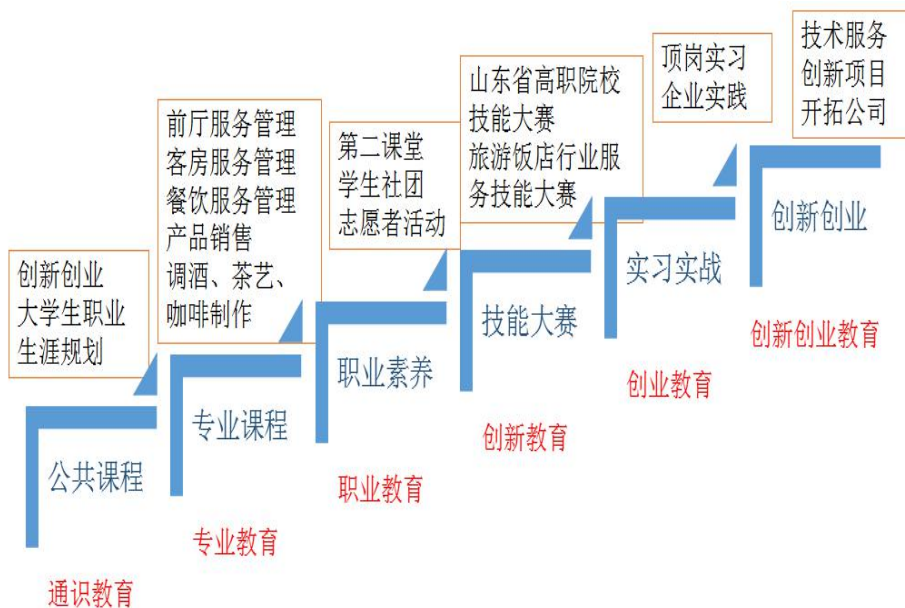 创新创业
大学生职业
生涯规划
公共课程
通识教育
前厅服务管理
客房服务管理
餐饮服务管理
产品销售
调酒、茶艺、
咖啡制作
专业课程
专业教育
第二课堂
学生社团
志愿者活动
职业素养
职业教育
山东省高职院校
技能大赛
旅游饭店行业服
务技能大赛
技能大赛
创新教育
顶岗实习
企业实践
实习实战
创业教育
技术服务
创新项目
开拓公司
创新创业
创新创业教育